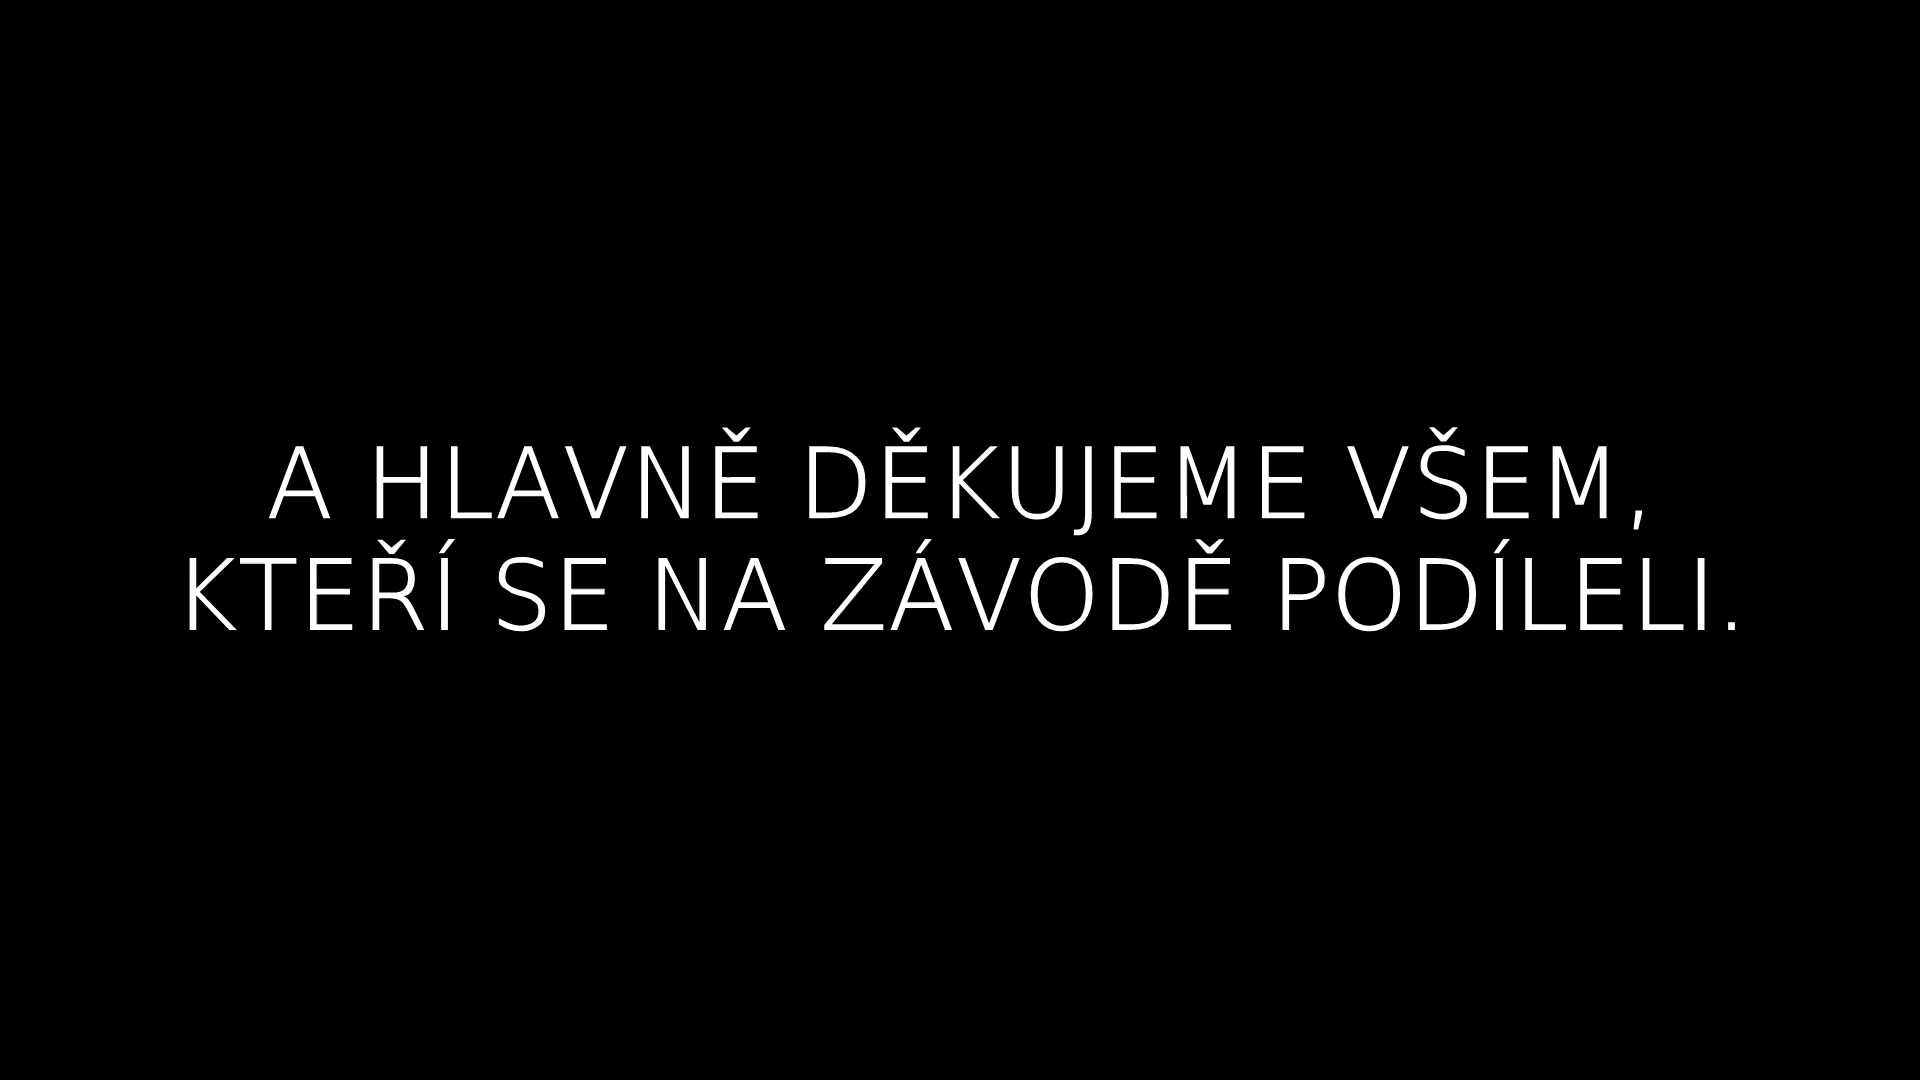 A HLAVNĚ DĚKUJEME VŠEM,
KTEŘÍ SE NA ZÁVODĚ PODÍLELI.